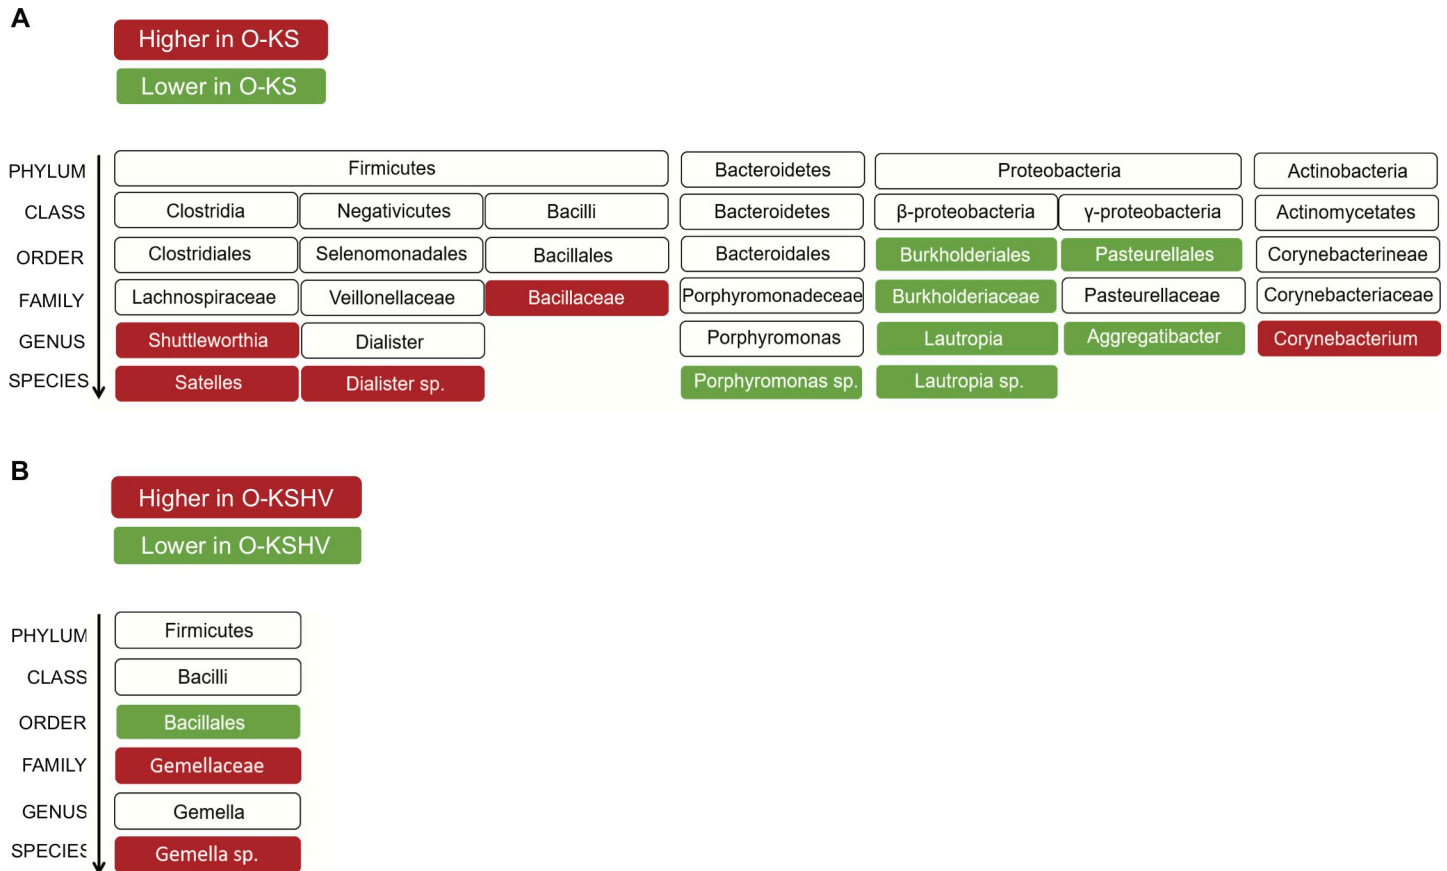 A
Higher in O-KS
Lower in O-KS
PHYLUM Firmicutes Bacteroidetes Proteobacteria Actinobacteria
CLASS Clostridia Negativicutes Bacilli Bacteroidetes β-proteobacteria γ-proteobacteria Actinomycetates
ORDER Clostridiales Selenomonadales Bacillales Bacteroidales Burkholderiales Pasteurellales Corynebacterineae
FAMILY Lachnospiraceae Veillonellaceae Bacillaceae Porphyromonadeceae Burkholderiaceae Pasteurellaceae Corynebacteriaceae
GENUS Shuttleworthia Dialister Porphyromonas Lautropia Aggregatibacter Corynebacterium
SPECIES Satelles Dialister sp. Porphyromonas sp. Lautropia sp.
B
Higher in O-KSHV
Lower in O-KSHV
PHYLUM Firmicutes
CLASS Bacilli
ORDER Bacillales
FAMILY Gemellaceae
GENUS Gemella
SPECIES Gemella sp.